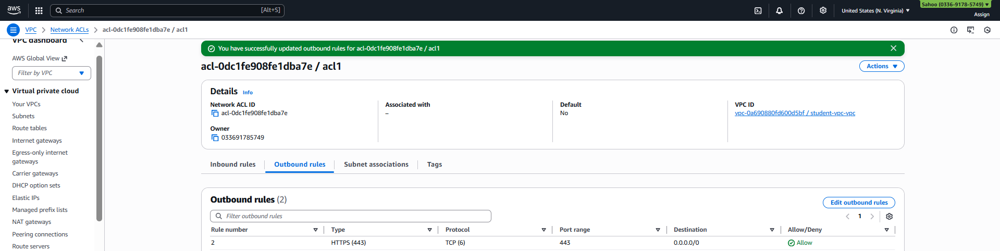 aws
Search [Alt+S]
United States (N. Virginia)
Sahoo (0336-9178-5749)
Assign
VPC
Network ACLs
acl-0dc1fe908fe1dba7e / acl1
VPC dashboard
AWS Global View
Filter by VPC
Virtual private cloud
Your VPCs
Subnets
Route tables
Internet gateways
Egress-only internet
gateways
Carrier gateways
DHCP option sets
Elastic IPs
Managed prefix lists
NAT gateways
Peering connections
Route servers
You have successfully updated outbound rules for acl-0dc1fe908fe1dba7e / acl1
acl-0dc1fe908fe1dba7e / acl1
Actions
Details Info
Network ACL ID
acl-0dc1fe908fe1dba7e
Associated with
–
Default
No
VPC ID
vpc-0a690880fd600d5bf / student-vpc-vpc
Owner
033691785749
Inbound rules Outbound rules Subnet associations Tags
Outbound rules (2)
Edit outbound rules
Filter outbound rules
1
Rule number Type Protocol Port range Destination Allow/Deny
2 HTTPS (443) TCP (6) 443 0.0.0.0/0 Allow